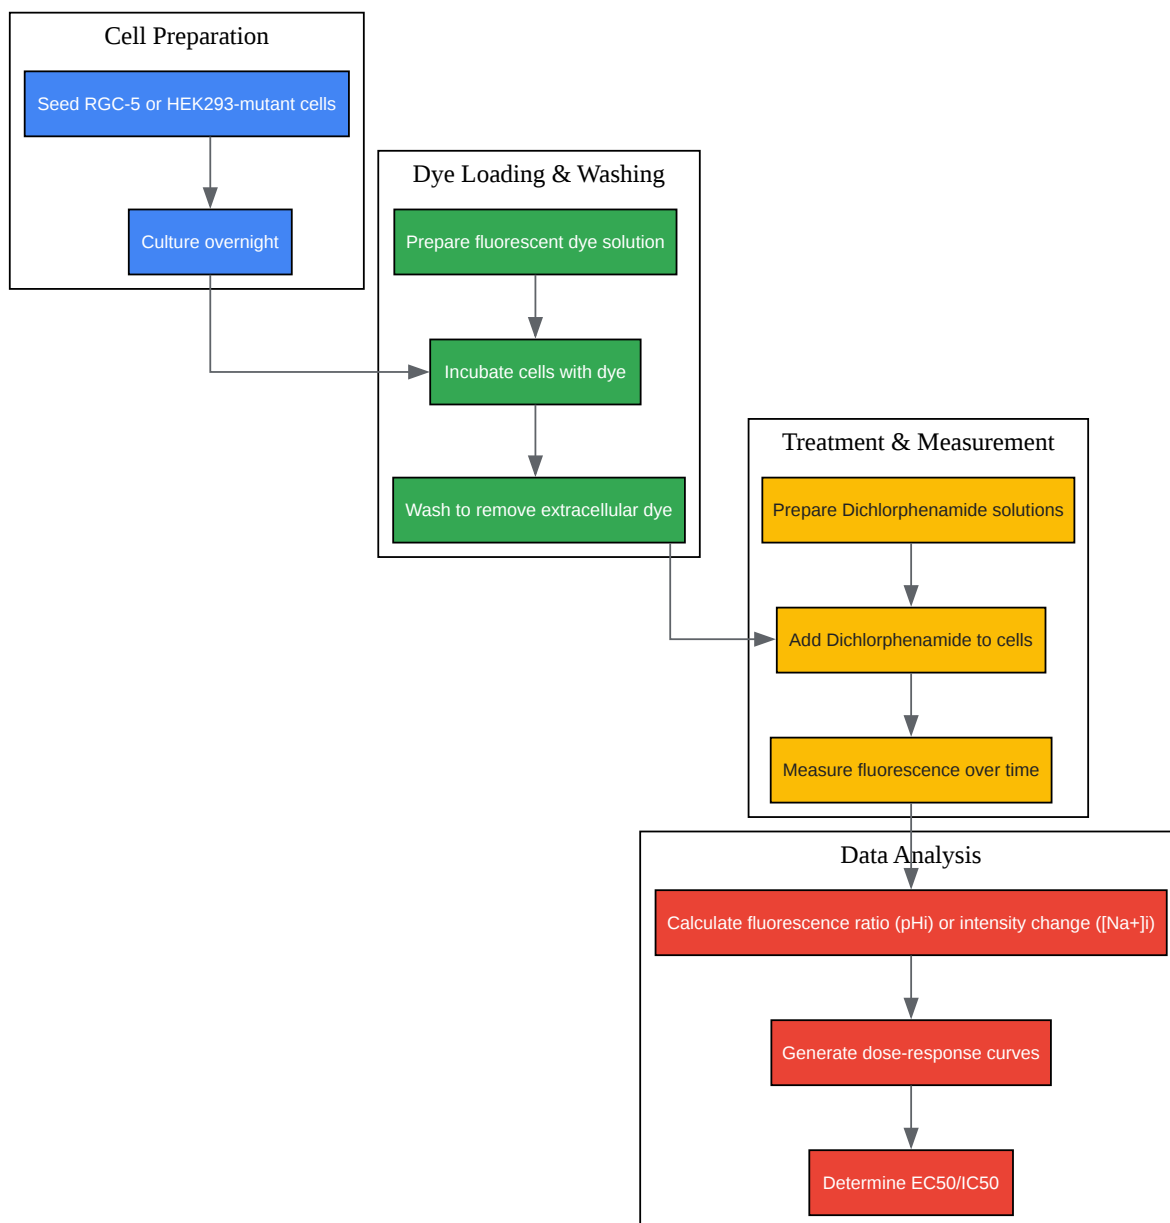 Cell Preparation
Seed RGC-5 or HEK293-mutant cells
Culture overnight
Dye Loading & Washing
Prepare fluorescent dye solution
Incubate cells with dye
Wash to remove extracellular dye
Treatment & Measurement
Prepare Dichlorphenamide solutions
Add Dichlorphenamide to cells
Measure fluorescence over time
Data Analysis
Calculate fluorescence ratio (pHi) or intensity change ([Na+]i)
Generate dose-response curves
Determine EC50/IC50